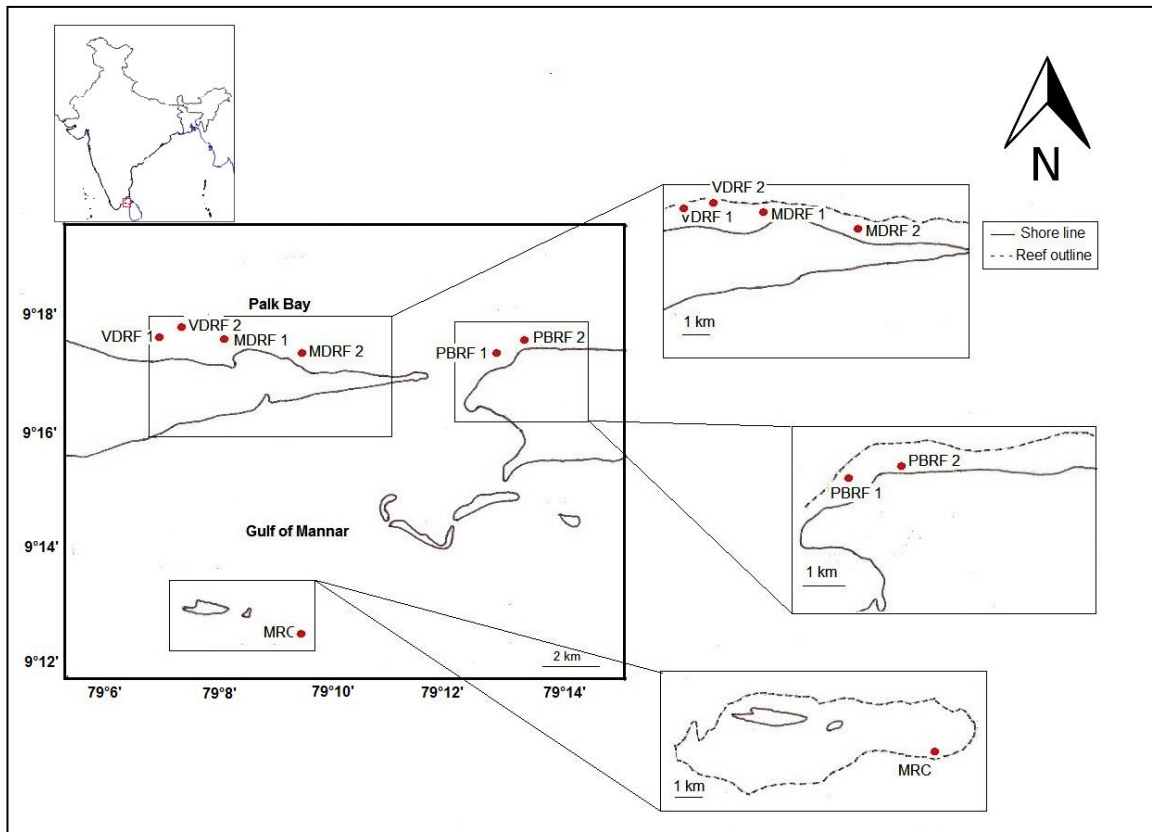 N
VDRF 2
vDRF 1
MDRF 1
MDRF 2
1 km
Shore line
Reef outline
Palk Bay
9°18'
VDRF 1
VDRF 2
MDRF 1
MDRF 2
PBRF 1
PBRF 2
9°16'
PBRF 2
PBRF 1
1 km
Gulf of Mannar
9°14'
MRC
2 km
9°12'
79°6'
79°8'
79°10'
79°12'
79°14'
MRC
1 km